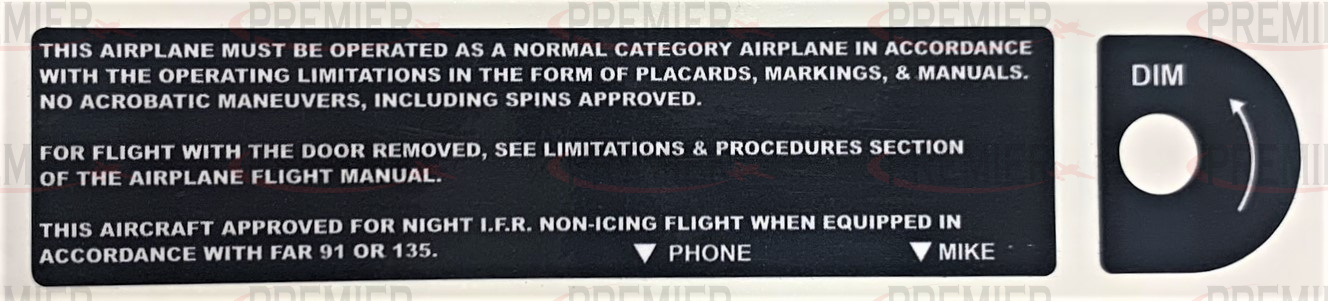 THIS AIRPLANE MUST BE OPERATED AS A NORMAL CATEGORY AIRPLANE IN ACCORDANCE
WITH THE OPERATING LIMITATIONS IN THE FORM OF PLACARDS, MARKINGS, & MANUALS.
NO ACROBATIC MANEUVERS, INCLUDING SPINS APPROVED.
FOR FLIGHT WITH THE DOOR REMOVED, SEE LIMITATIONS & PROCEDURES SECTION
OF THE AIRPLANE FLIGHT MANUAL.
THIS AIRCRAFT APPROVED FOR NIGHT I.F.R. NON-ICING FLIGHT WHEN EQUIPPED IN
ACCORDANCE WITH FAR 91 OR 135. ▼ PHONE ▼ MIKE
DIM
PREMIER